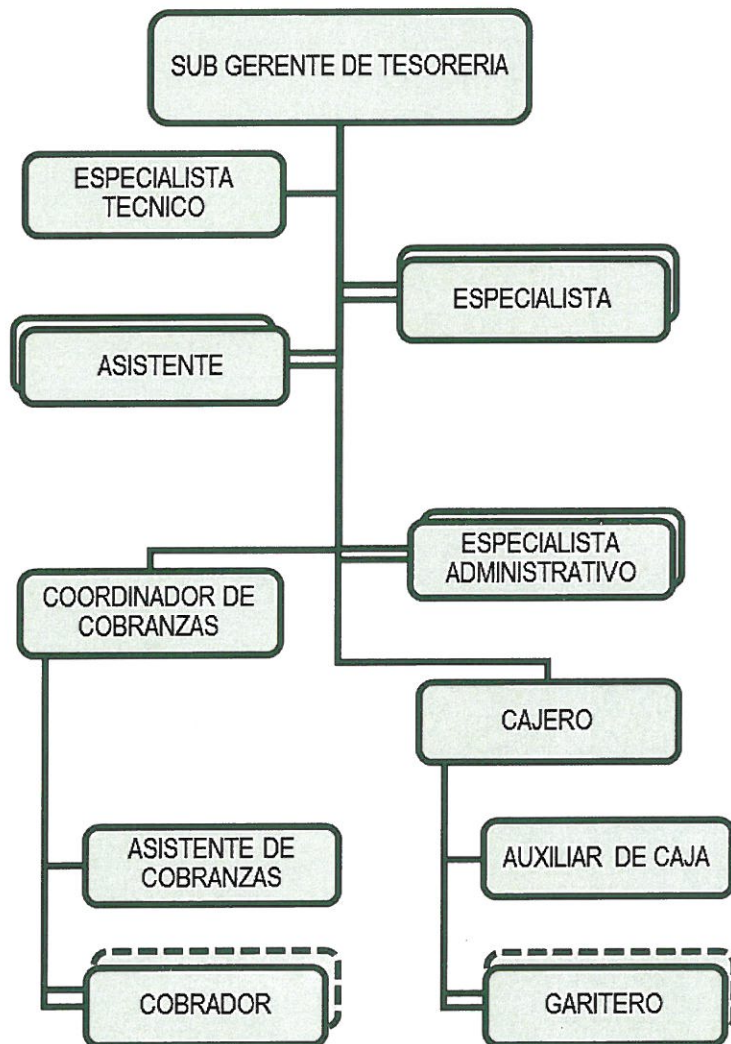 SUB GERENTE DE TESORERIA
ESPECIALISTA
TECNICO
ESPECIALISTA
ASISTENTE
ESPECIALISTA
ADMINISTRATIVO
COORDINADOR DE
COBRANZAS
CAJERO
ASISTENTE DE
COBRANZAS
AUXILIAR DE CAJA
COBRADOR
GARITERO